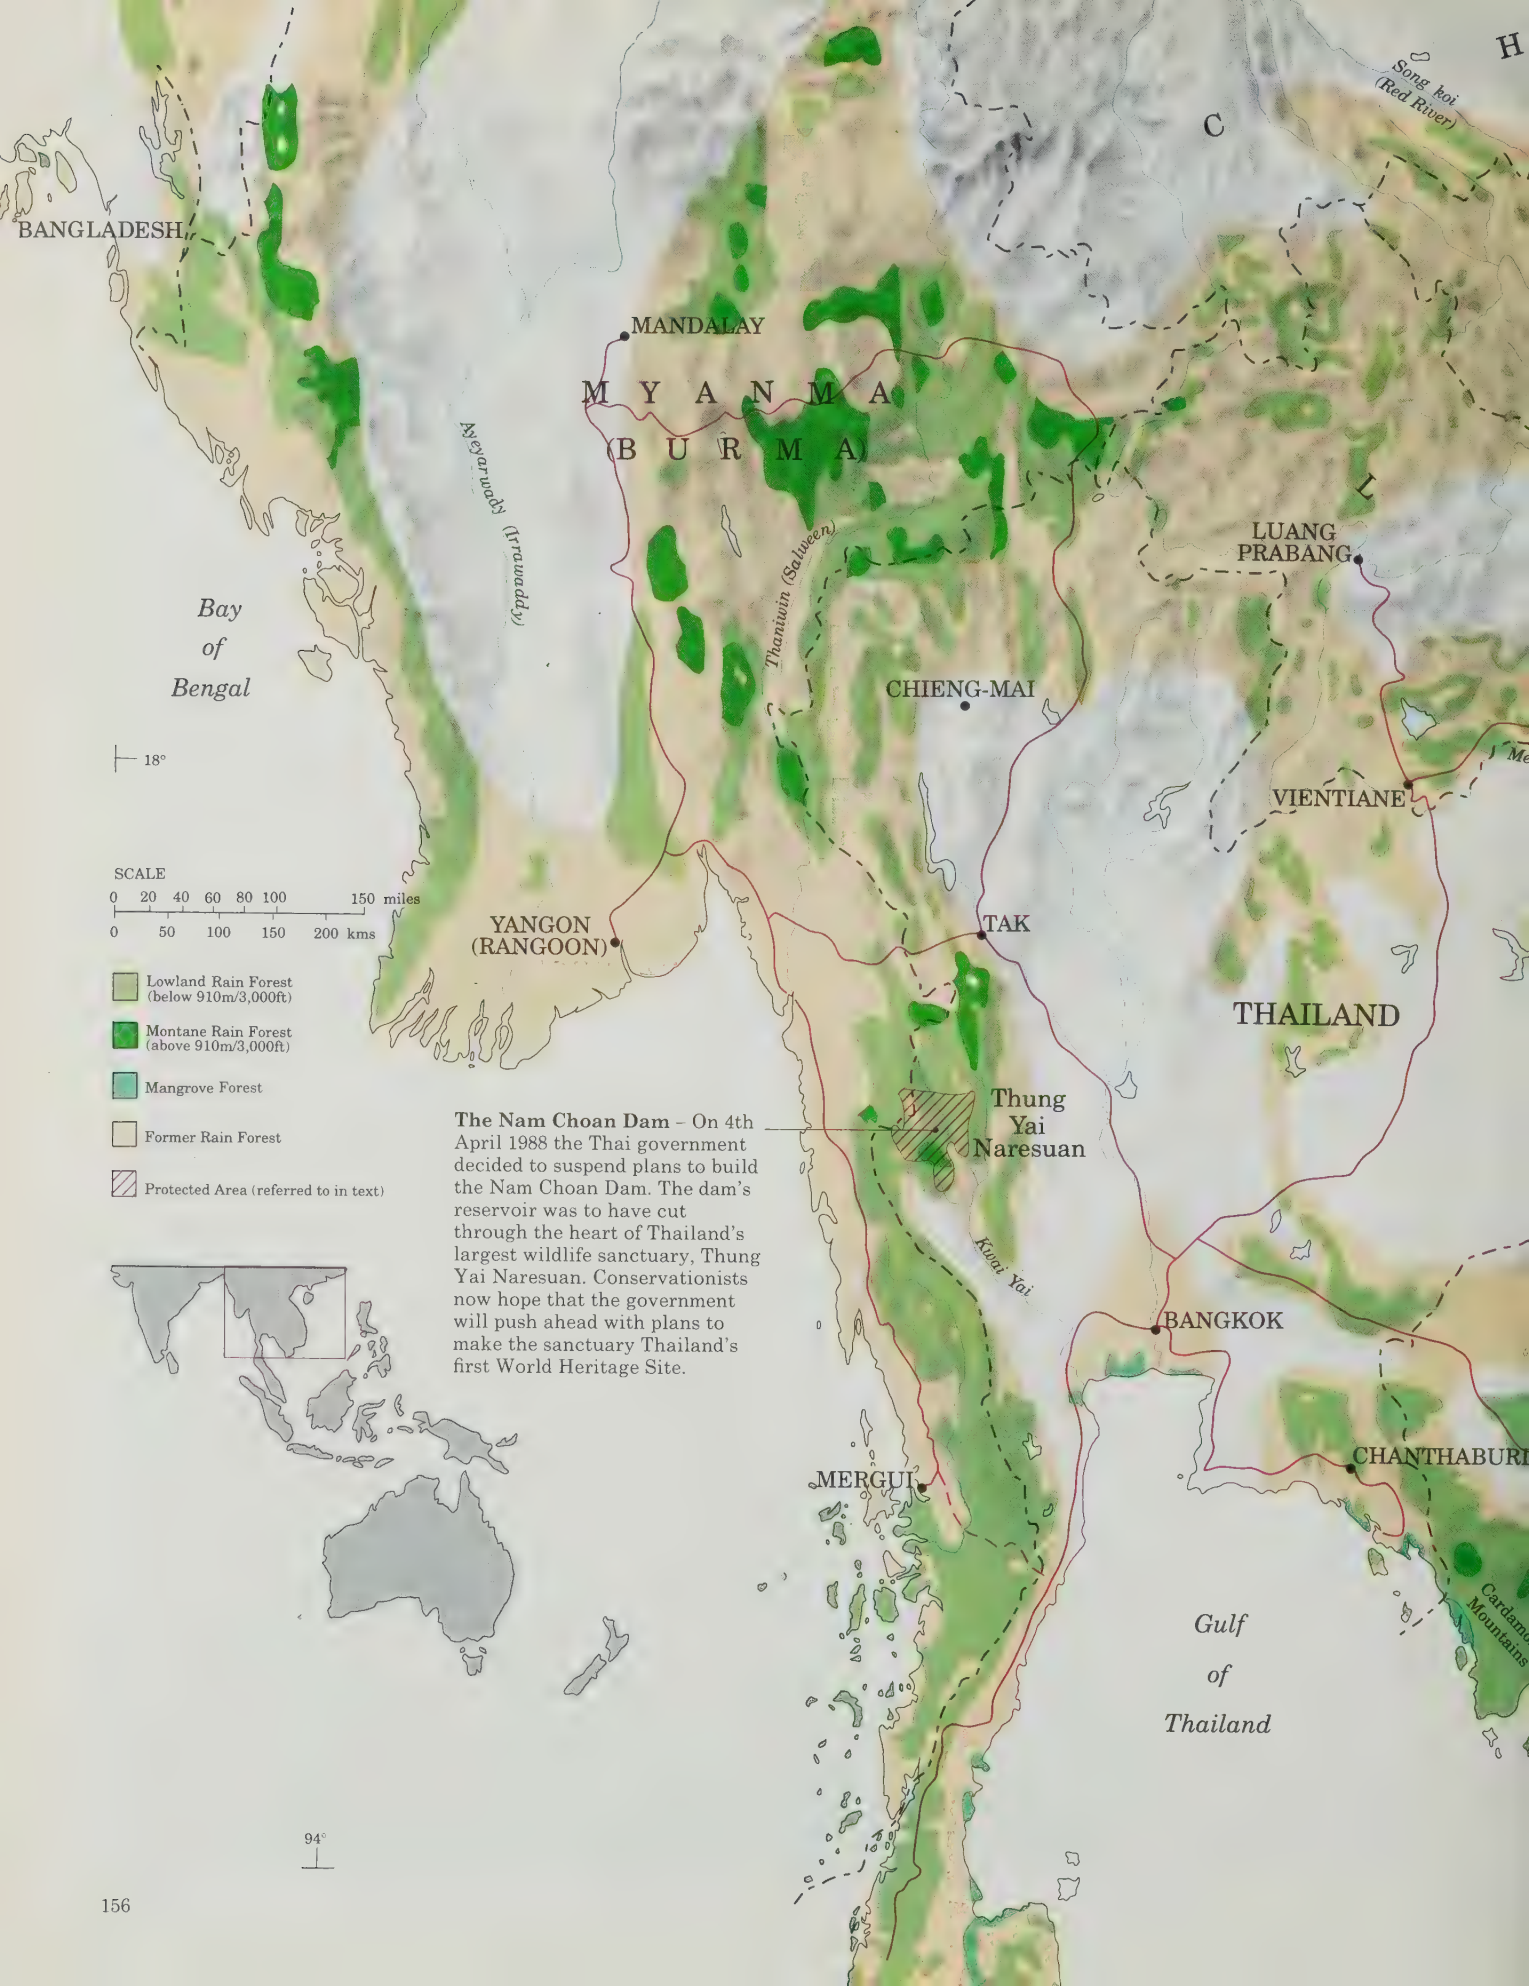 H
Song koi
(Red River)
C
BANGLADESH
MANDALAY
MYANMA
(BURMA)
Ayeyarwady (Irrawaddy)
Thaniwin (Salween)
L
LUANG
PRABANG
Bay
of
Bengal
CHIENG-MAI
18°
VIENTIANE
SCALE
0 20 40 60 80 100 150 miles
0 50 100 150 200 kms
YANGON
(RANGOON)
TAK
THAILAND
Lowland Rain Forest
(below 910m/3,000ft)
Montane Rain Forest
(above 910m/3,000ft)
Mangrove Forest
Former Rain Forest
Protected Area (referred to in text)
The Nam Choan Dam – On 4th
April 1988 the Thai government
decided to suspend plans to build
the Nam Choan Dam. The dam's
reservoir was to have cut
through the heart of Thailand's
largest wildlife sanctuary, Thung
Yai Naresuan. Conservationists
now hope that the government
will push ahead with plans to
make the sanctuary Thailand's
first World Heritage Site.
Thung
Yai
Naresuan
Kwai Yai
BANGKOK
CHANTHABURI
MERGUI
Gulf
of
Thailand
Mountains
94°
156